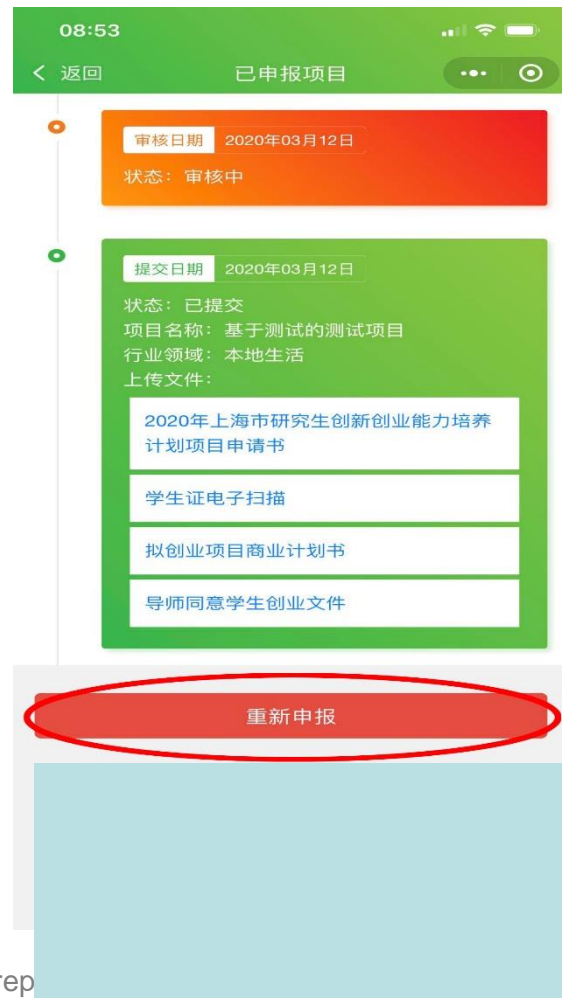 08:53
返回
已申报项目
审核日期 2020年03月12日
状态：审核中
提交日期 2020年03月12日
状态：已提交
项目名称：基于测试的测试项目
行业领域：本地生活
上传文件：
2020年上海市研究生创新创业能力培养
计划项目申请书
学生证电子扫描
拟创业项目商业计划书
导师同意学生创业文件
重新申报
rep